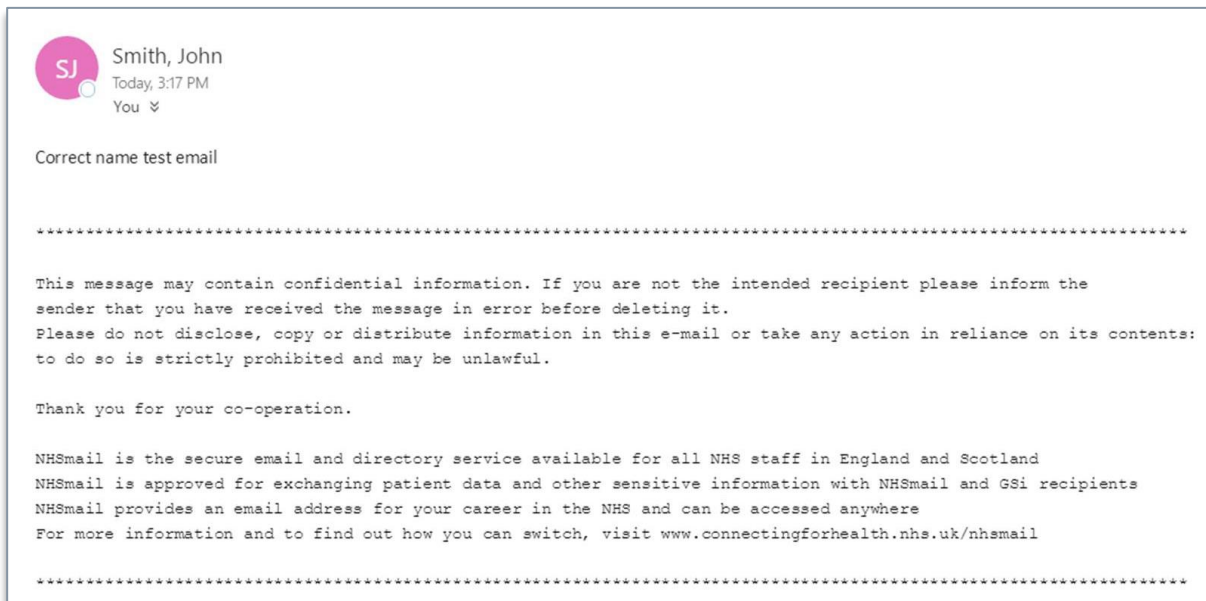 SJ
Smith, John
Today, 3:17 PM
You
Correct name test email
*******************************************************************************************************************
This message may contain confidential information. If you are not the intended recipient please inform the
sender that you have received the message in error before deleting it.
Please do not disclose, copy or distribute information in this e-mail or take any action in reliance on its contents:
to do so is strictly prohibited and may be unlawful.
Thank you for your co-operation.
NHSmail is the secure email and directory service available for all NHS staff in England and Scotland
NHSmail is approved for exchanging patient data and other sensitive information with NHSmail and GSi recipients
NHSmail provides an email address for your career in the NHS and can be accessed anywhere
For more information and to find out how you can switch, visit www.connectingforhealth.nhs.uk/nhsmail
*******************************************************************************************************************